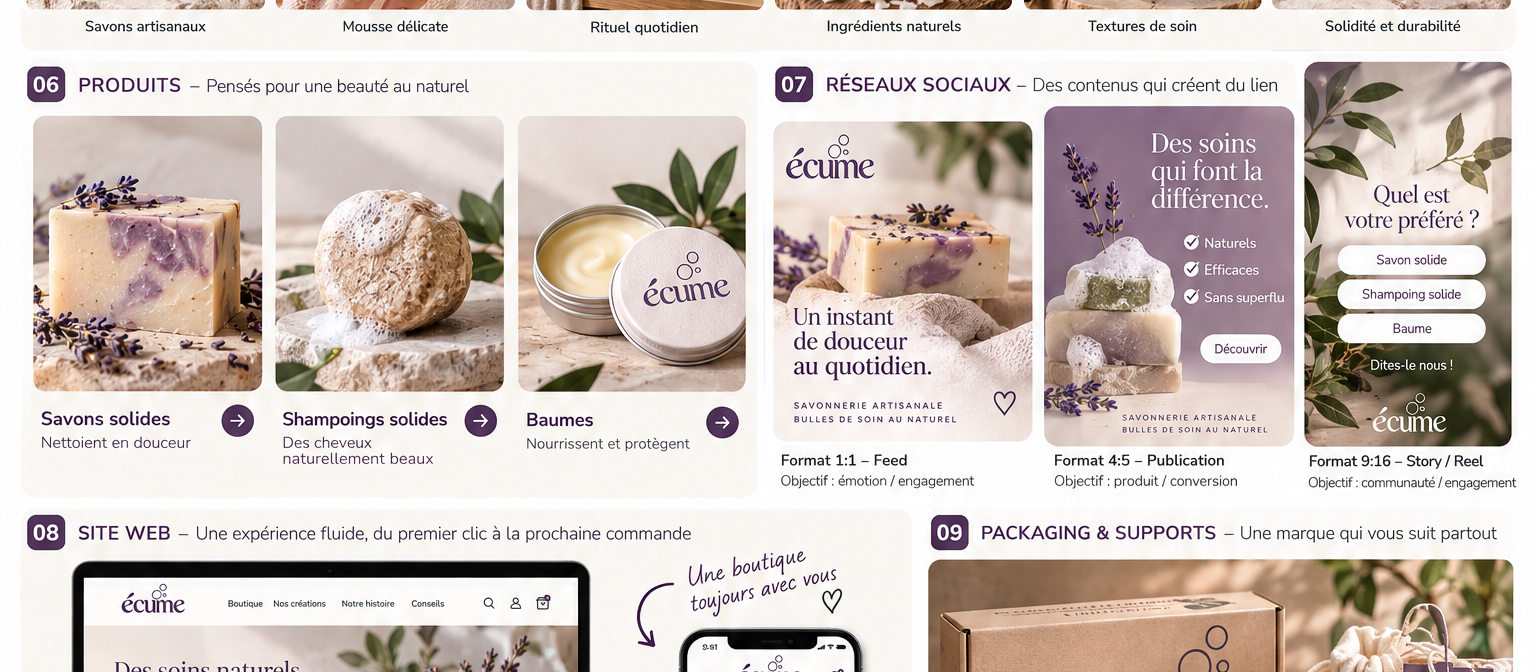 Savons artisanaux
Mousse délicate
Rituel quotidien
Ingrédients naturels
Textures de soin
Solidité et durabilité
06 PRODUITS – Pensés pour une beauté au naturel
écume
Savons solides
Nettoient en douceur
Shampoings solides
Des cheveux
naturellement beaux
Baumes
Nourrissent et protègent
07 RÉSEAUX SOCIAUX – Des contenus qui créent du lien
écume
Un instant
de douceur
au quotidien.
SAVONNERIE ARTISANALE
BULLES DE SOIN AU NATUREL
Format 1:1 – Feed
Objectif : émotion / engagement
Des soins
qui font la
différence.
Naturels
Efficaces
Sans superflu
Découvrir
SAVONNERIE ARTISANALE
BULLES DE SOIN AU NATUREL
Format 4:5 – Publication
Objectif : produit / conversion
Quel est
votre préféré ?
Savon solide
Shampoing solide
Baume
Dites-le nous !
écume
Format 9:16 – Story / Reel
Objectif : communauté / engagement
08 SITE WEB – Une expérience fluide, du premier clic à la prochaine commande
écume
Boutique Nos créations Notre histoire Conseils
Des soins naturels
Une boutique
toujours avec vous
09 PACKAGING & SUPPORTS – Une marque qui vous suit partout